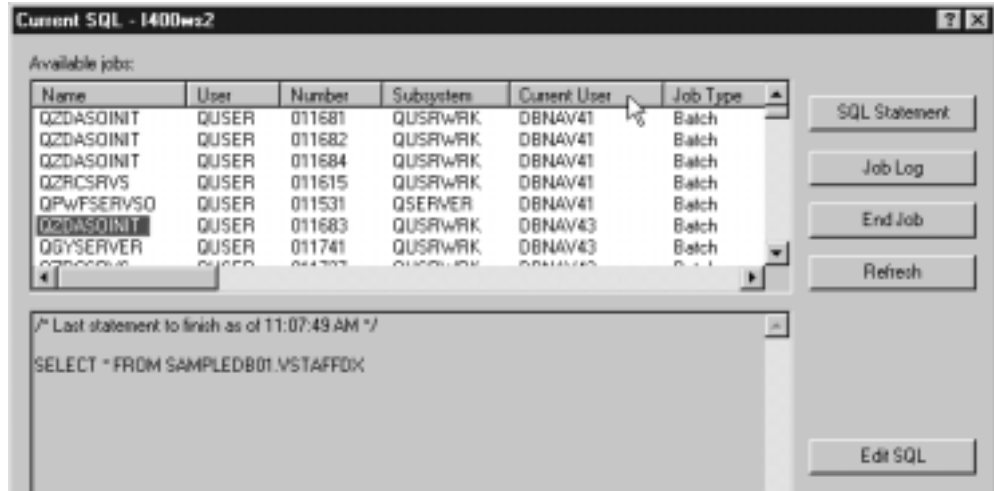 Current SQL - I400ws2
Available jobs:
Name User Number Subsystem Current User Job Type
QZDASOINIT QUSER 011681 QUSRWRK DBNAV41 Batch
SQL Statement
QZDASOINIT QUSER 011682 QUSRWRK DBNAV41 Batch
QZDASOINIT QUSER 011684 QUSRWRK DBNAV41 Batch
Job Log
QZRCSRVS QUSER 011615 QUSRWRK DBNAV41 Batch
QPWFSERVSO QUSER 011531 QSERVER DBNAV41 Batch
QZDASOINIT QUSER 011683 QUSRWRK DBNAV43 Batch
End Job
QGYSERVER QUSER 011741 QUSRWRK DBNAV43 Batch
Refresh
/* Last statement to finish as of 11:07:49 AM */
SELECT * FROM SAMPLEDB01.VSTAFFDX
Edit SQL